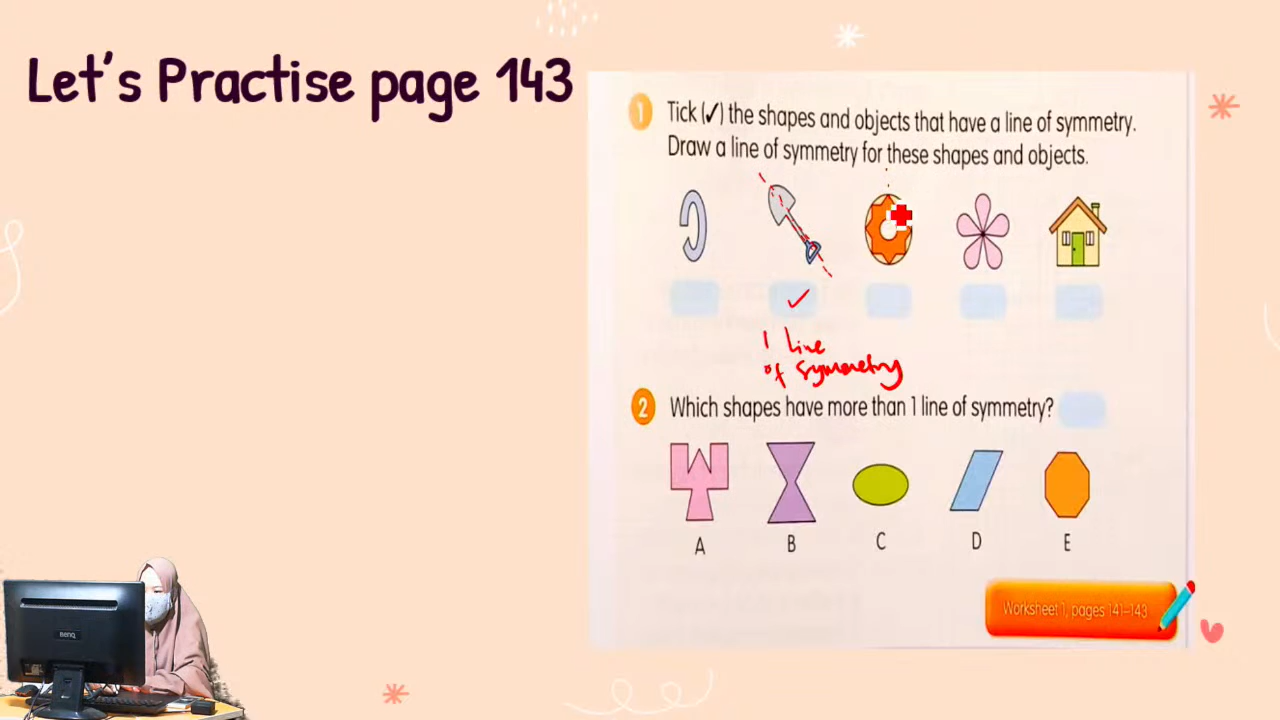 Let's Practise page 143
1 Tick (✓) the shapes and objects that have a line of symmetry.
Draw a line of symmetry for these shapes and objects.
✓
1 line
of symmetry
2 Which shapes have more than 1 line of symmetry?
A B C D E
Worksheet 1, pages 141–143
BenQ